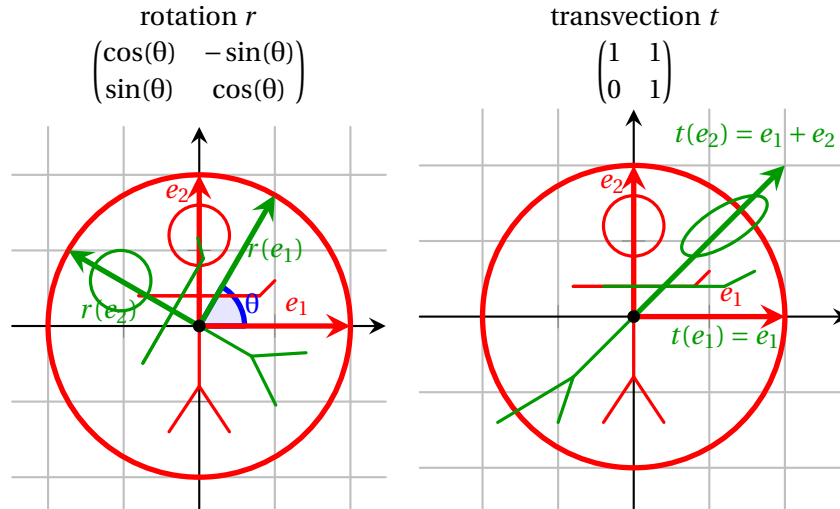 rotation r
(cos(θ) −sin(θ)
sin(θ) cos(θ))
e₂
r(e₁)
r(e₂)
θ
e₁
transvection t
(1 1
0 1)
t(e₂) = e₁ + e₂
e₂
e₁
t(e₁) = e₁